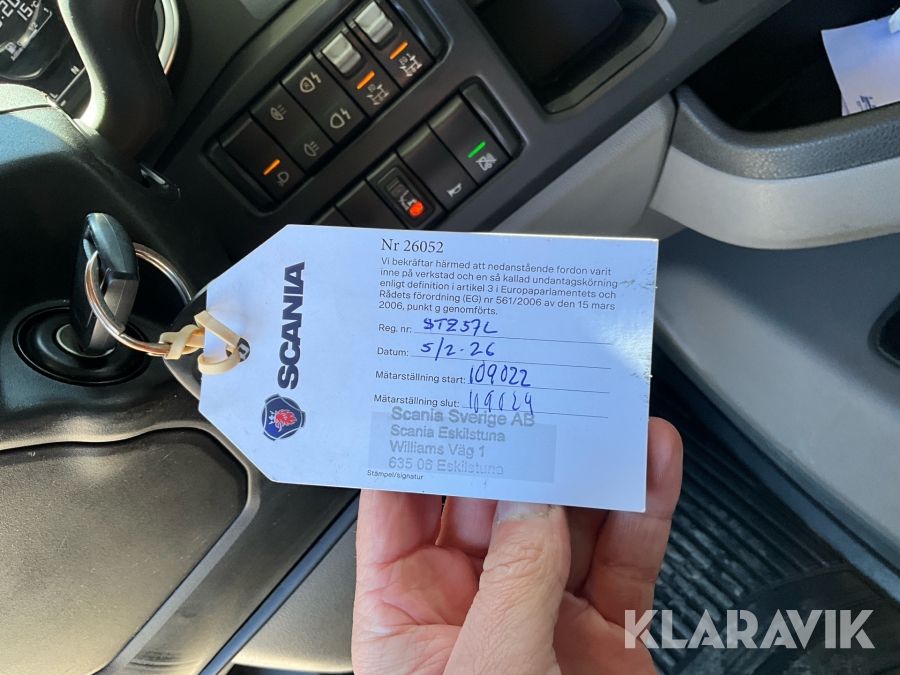 Nr 26052
Vi bekräftar härmed att nedanstående fordon varit
inne på verkstad och en så kallad undantagskörning
enligt definition i artikel 3 i Europaparlamentets och
Rådets förordning (EG) nr 561/2006 av den 15 mars
2006, punkt g genomförts.
Reg. nr: STZ57L
Datum: 5/2-26
Mätarställning start: 109022
Mätarställning slut: 109029
Scania Sverige AB
Scania Eskilstuna
Williams Väg 1
635 06 Eskilstuna
Stämpel/signatur
SCANIA
KLARAVIK